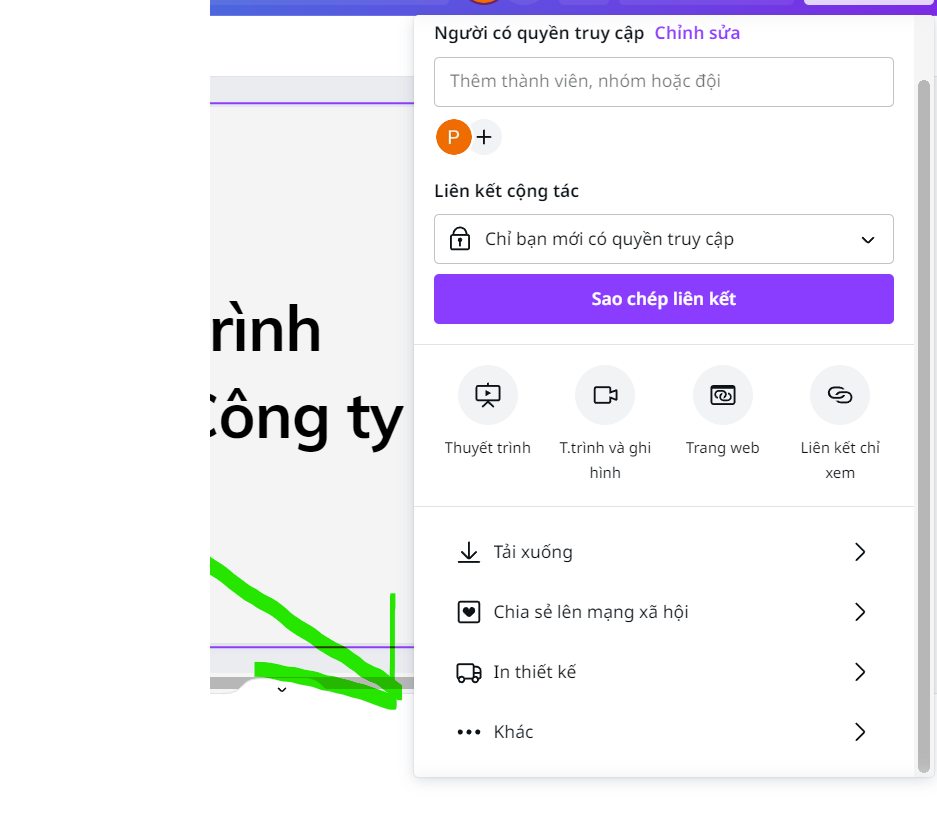 Người có quyền truy cập Chỉnh sửa
Thêm thành viên, nhóm hoặc đội
P
Liên kết cộng tác
Chỉ bạn mới có quyền truy cập
Sao chép liên kết
rình
Công ty
Thuyết trình
T.trình và ghi hình
Trang web
Liên kết chỉ xem
Tải xuống
Chia sẻ lên mạng xã hội
In thiết kế
Khác